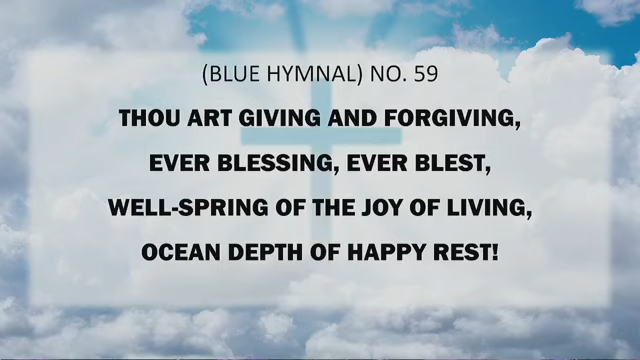 (BLUE HYMNAL) NO. 59
THOU ART GIVING AND FORGIVING,
EVER BLESSING, EVER BLEST,
WELL-SPRING OF THE JOY OF LIVING,
OCEAN DEPTH OF HAPPY REST!